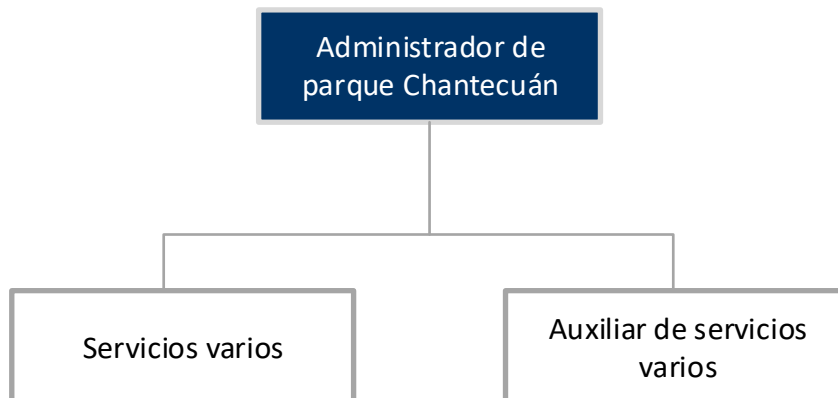 Administrador de
parque Chantecuán
Servicios varios
Auxiliar de servicios
varios